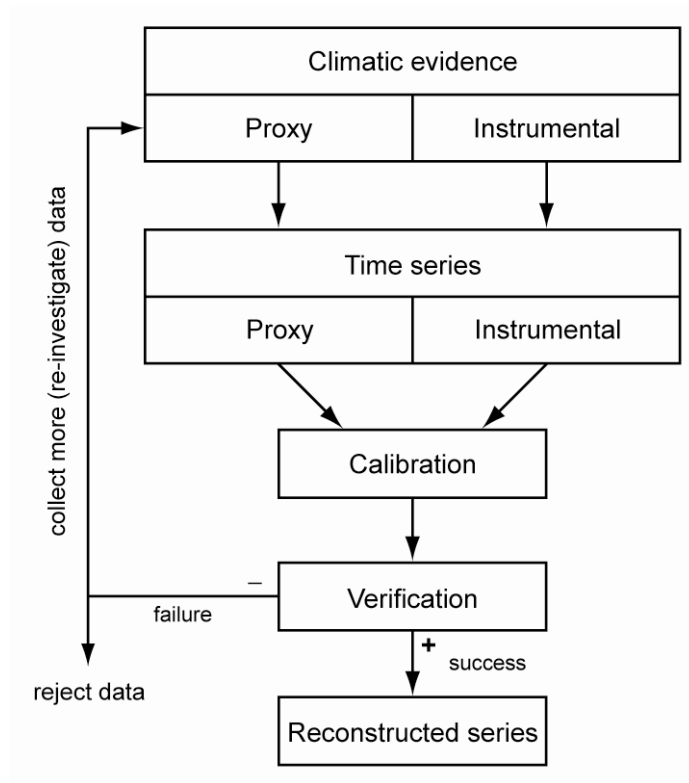 Climatic evidence
Proxy
Instrumental
Time series
Proxy
Instrumental
Calibration
Verification
–
failure
+
success
Reconstructed series
collect more (re-investigate) data
reject data